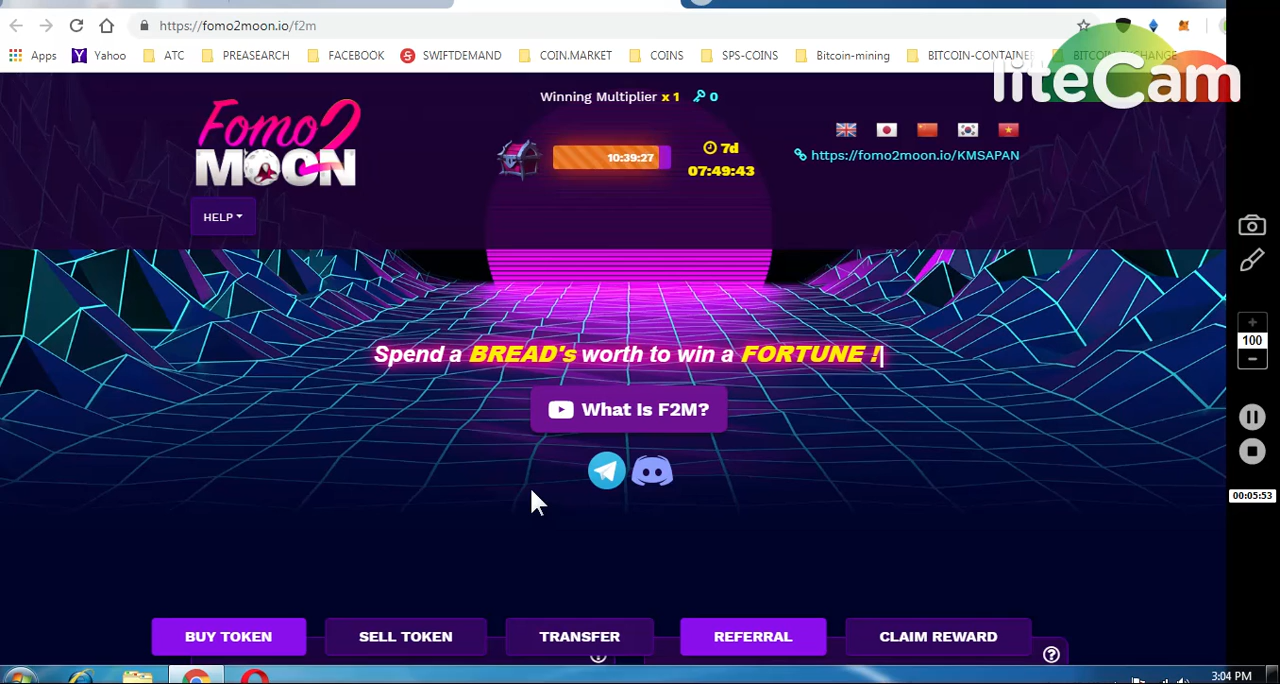 https://fomo2moon.io/f2m
Apps Yahoo ATC PREASEARCH FACEBOOK SWIFTDEMAND COIN.MARKET COINS SPS-COINS Bitcoin-mining BITCOIN-CONTAINE
liteCam
Winning Multiplier x 1 0
Fomo2
MOON
10:39:27
7d
07:49:43
https://fomo2moon.io/KMSAPAN
HELP
Spend a BREAD's worth to win a FORTUNE !
What Is F2M?
BUY TOKEN SELL TOKEN TRANSFER REFERRAL CLAIM REWARD
100
00:05:53
3:04 PM